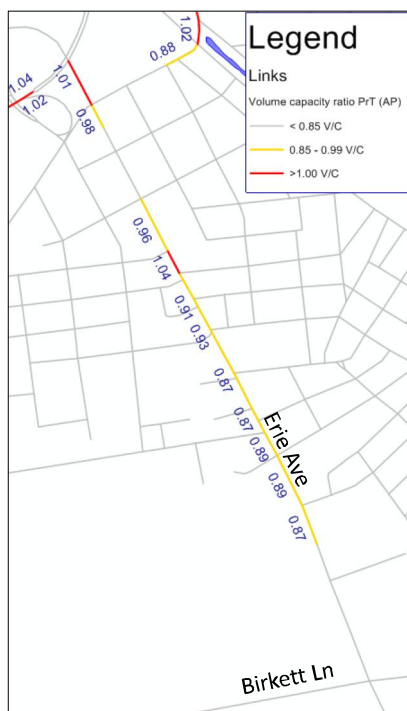 Legend
Links
Volume capacity ratio PrT (AP)
< 0.85 V/C
0.85 - 0.99 V/C
>1.00 V/C
1.02
0.88
1.01
1.04
1.02
0.98
0.96
1.04
0.91
0.93
0.87
0.87
Erie Ave
0.89
0.89
0.87
Birkett Ln